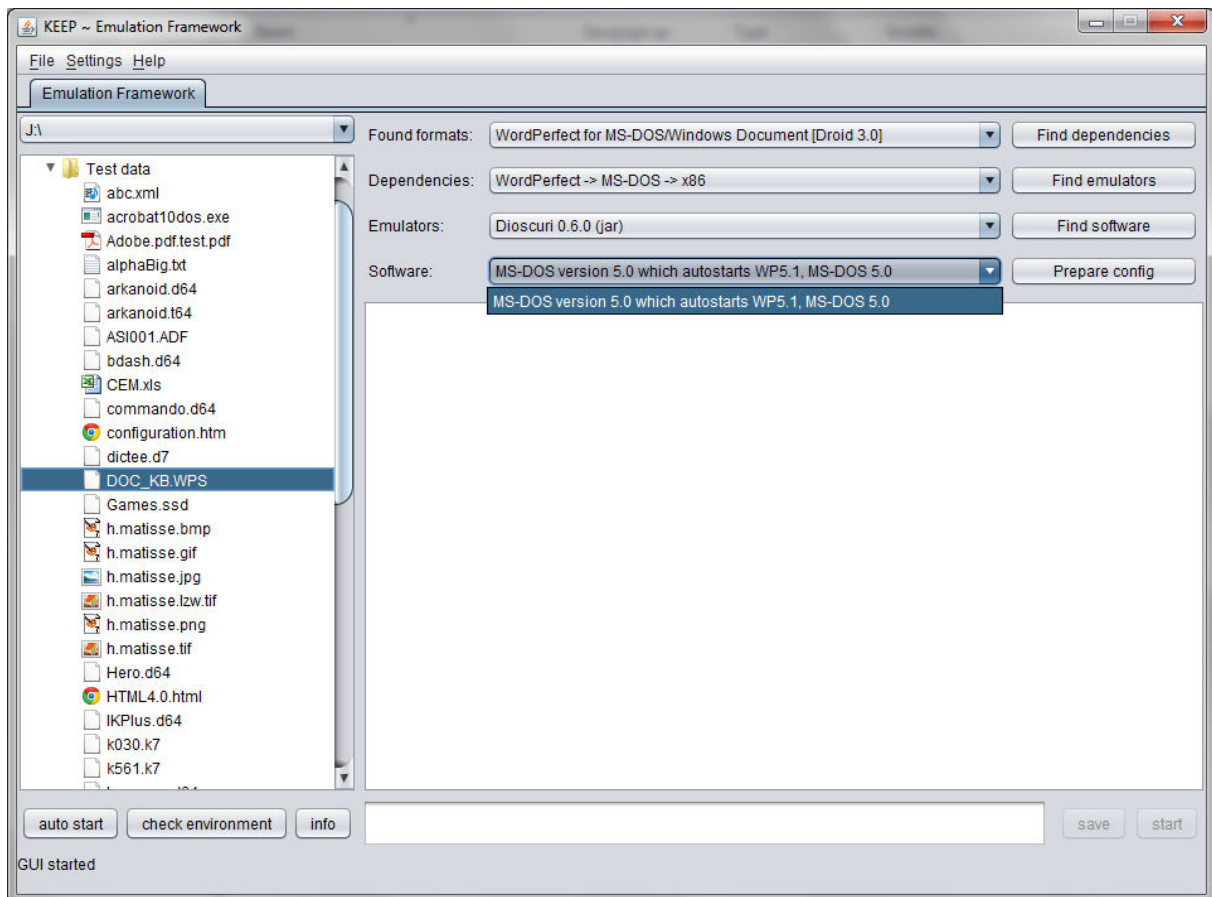 KEEP ~ Emulation Framework
File Settings Help
Emulation Framework
J:\
Test data
abc.xml
acrobat10dos.exe
Adobe.pdf.test.pdf
alphaBig.txt
arkanoid.d64
arkanoid.t64
ASI001.ADF
bdash.d64
CEM.xls
commando.d64
configuration.htm
dictee.d7
DOC_KB.WPS
Games.ssd
h.matisse.bmp
h.matisse.gif
h.matisse.jpg
h.matisse.lzw.tif
h.matisse.png
h.matisse.tif
Hero.d64
HTML4.0.html
IKPlus.d64
k030.k7
k561.k7
Found formats: WordPerfect for MS-DOS/Windows Document [Droid 3.0] Find dependencies
Dependencies: WordPerfect -> MS-DOS -> x86 Find emulators
Emulators: Dioscuri 0.6.0 (jar) Find software
Software: MS-DOS version 5.0 which autostarts WP5.1, MS-DOS 5.0 Prepare config
MS-DOS version 5.0 which autostarts WP5.1, MS-DOS 5.0
auto start check environment info save start
GUI started